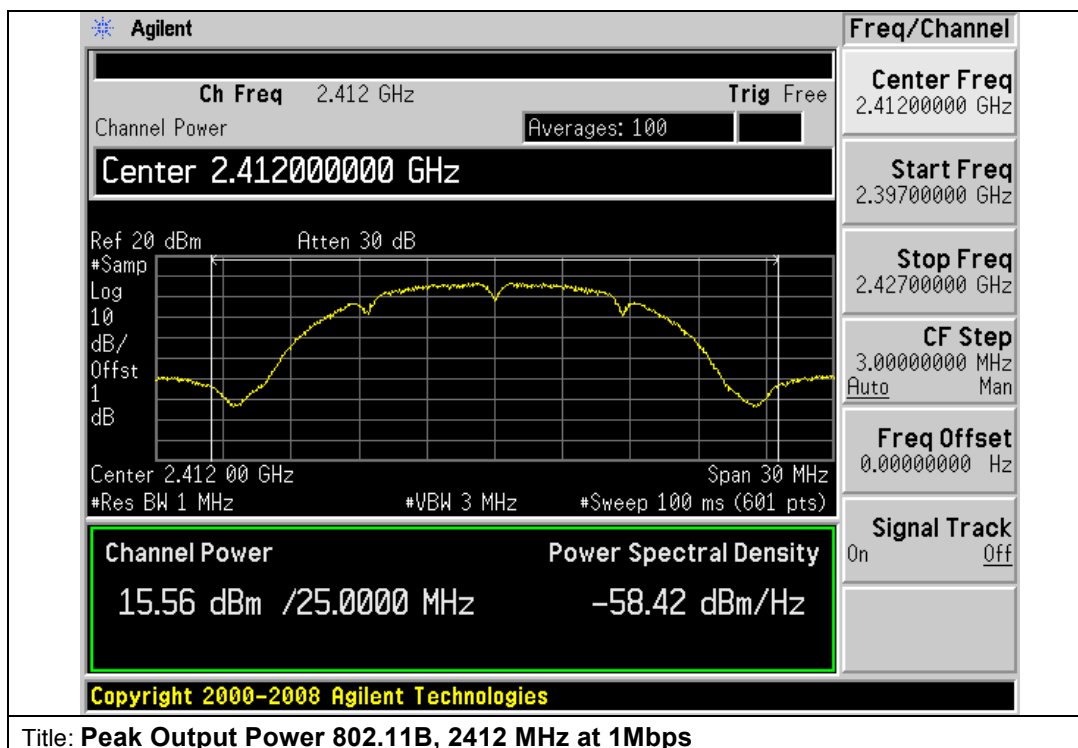 Agilent
Freq/Channel
Ch Freq 2.412 GHz Trig Free
Channel Power Averages: 100
Center 2.412000000 GHz
Ref 20 dBm Atten 30 dB
#Samp
Log
10
dB/
Offst
1
dB
Center 2.412 00 GHz Span 30 MHz
#Res BW 1 MHz #VBW 3 MHz #Sweep 100 ms (601 pts)
Channel Power Power Spectral Density
15.56 dBm /25.0000 MHz -58.42 dBm/Hz
Copyright 2000-2008 Agilent Technologies
Center Freq
2.41200000 GHz
Start Freq
2.39700000 GHz
Stop Freq
2.42700000 GHz
CF Step
3.00000000 MHz
Auto Man
Freq Offset
0.00000000 Hz
Signal Track
On Off
Title: Peak Output Power 802.11B, 2412 MHz at 1Mbps